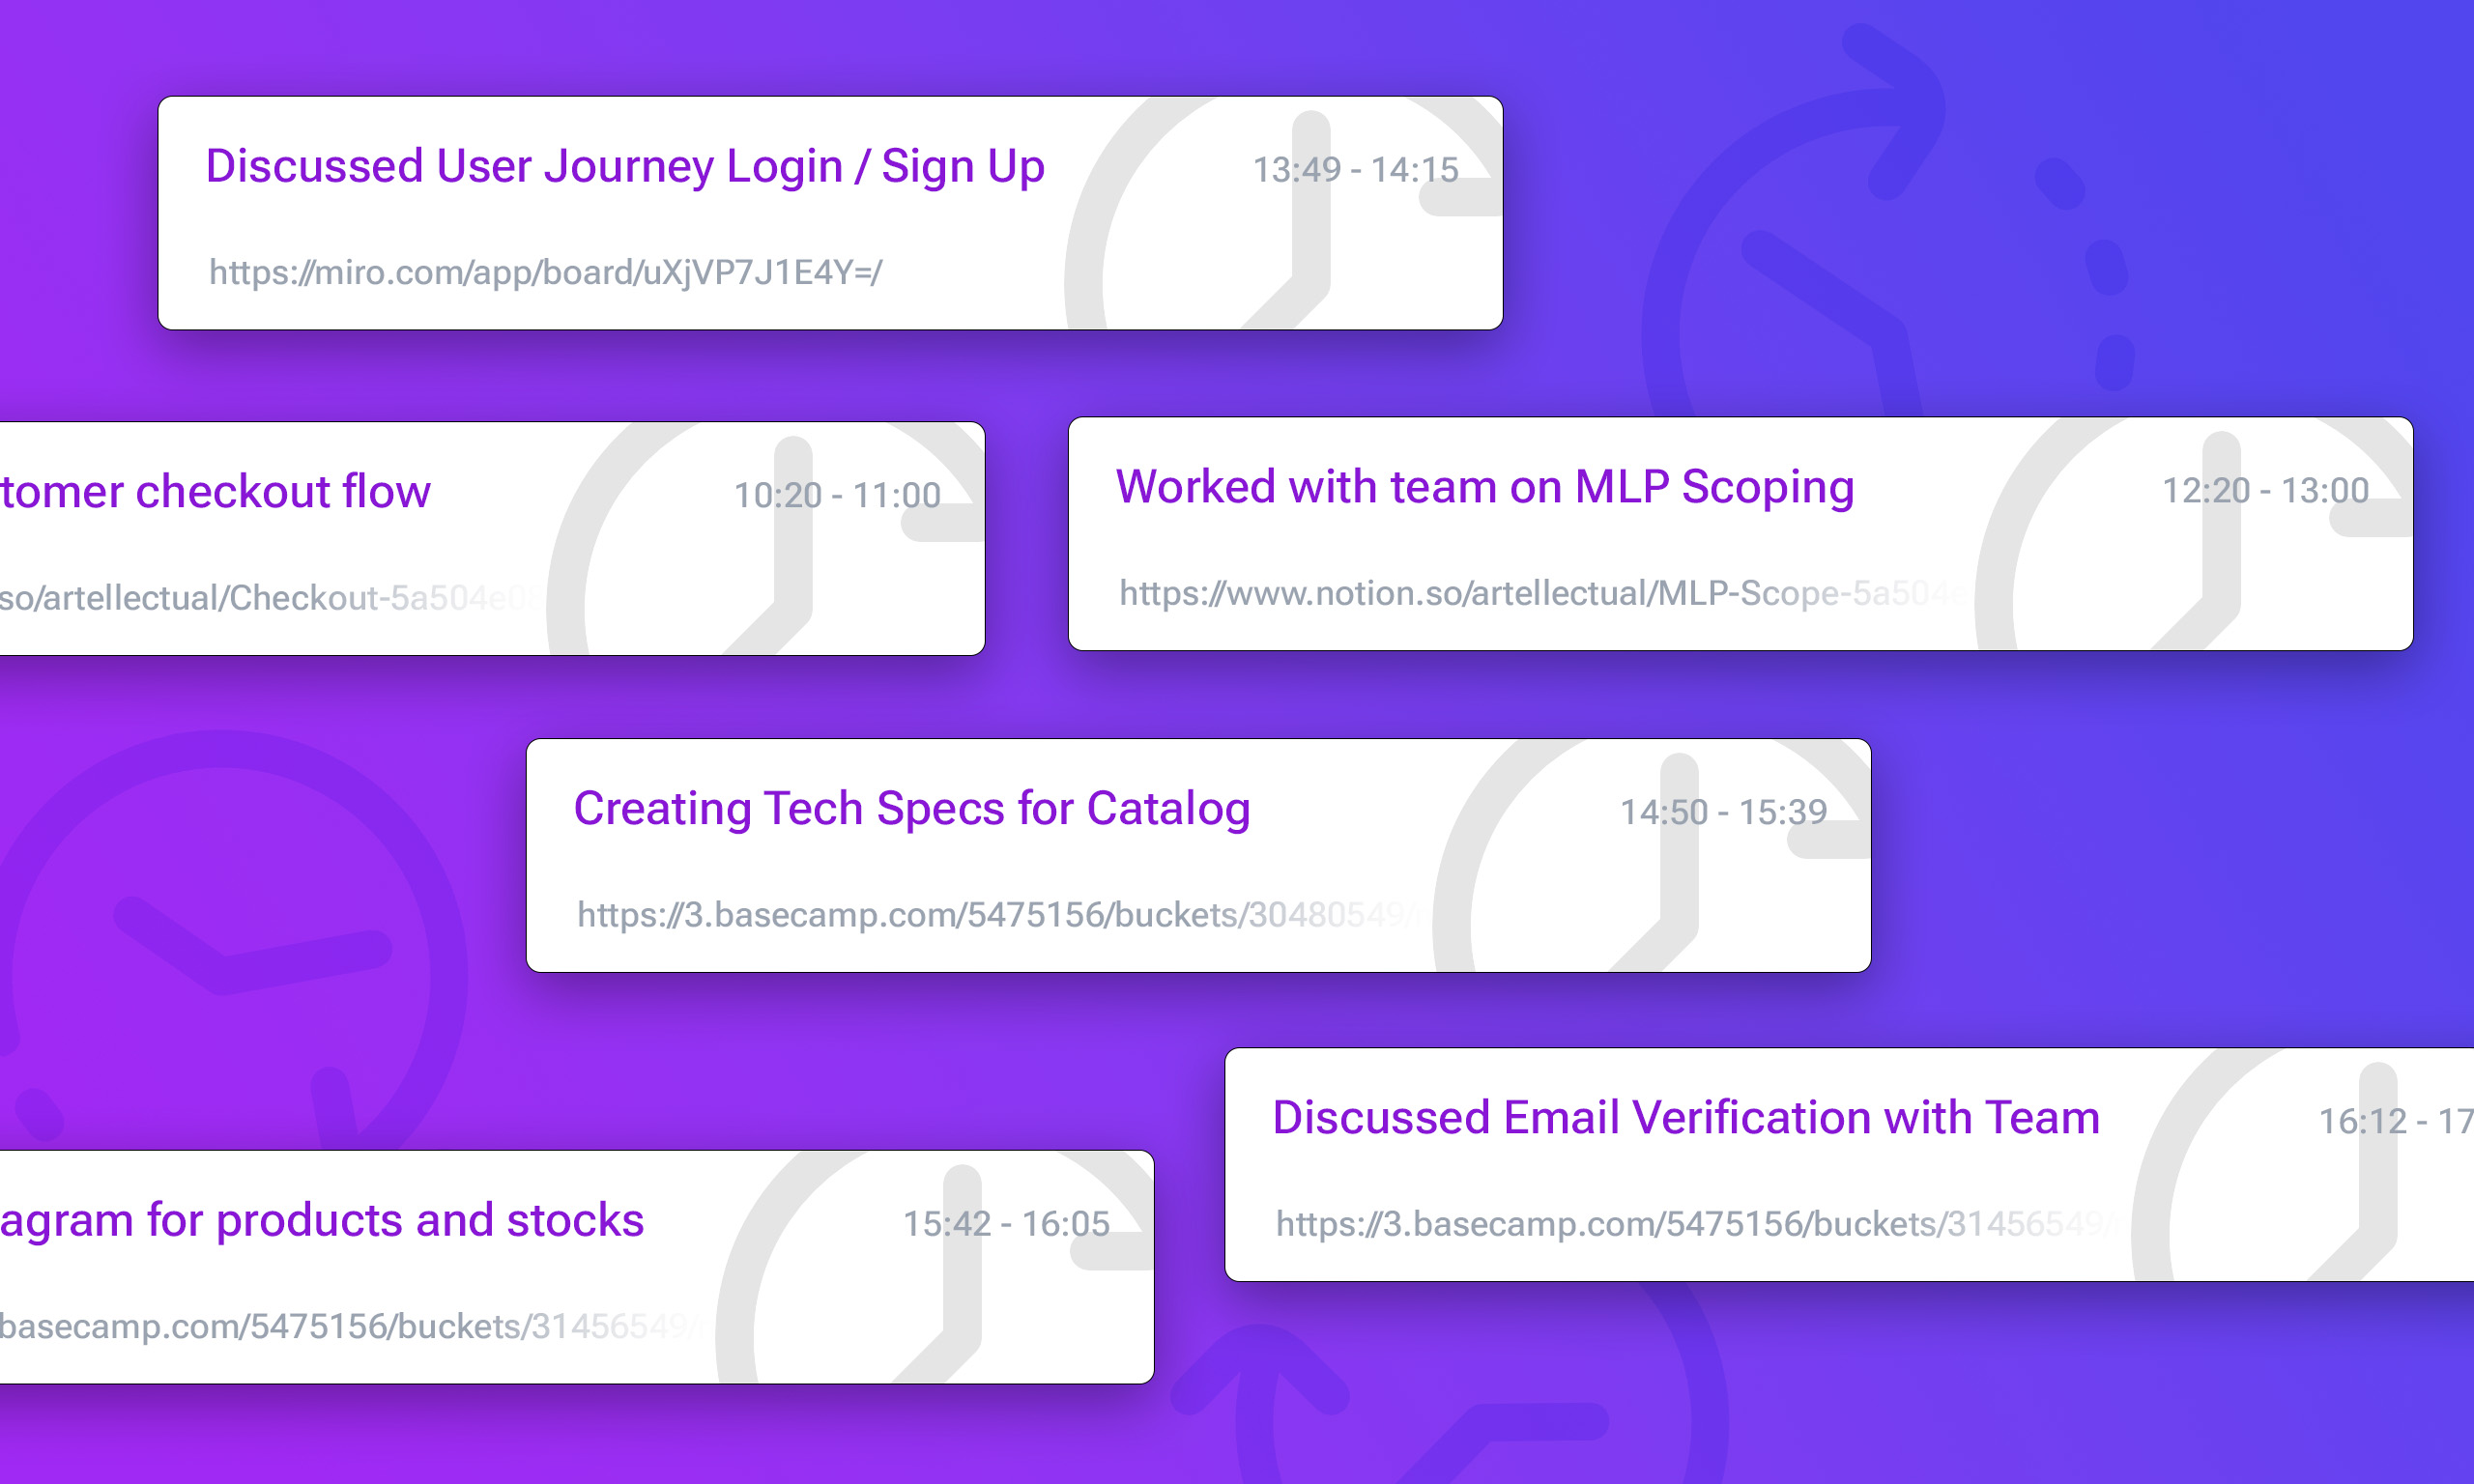 Discussed User Journey Login / Sign Up
13:49 - 14:15
https://miro.com/app/board/uXjVP7J1E4Y=/
tomer checkout flow
10:20 - 11:00
so/artellectual/Checkout-5a504e0
Worked with team on MLP Scoping
12:20 - 13:00
https://www.notion.so/artellectual/MLP-Scope-5a504e
Creating Tech Specs for Catalog
14:50 - 15:39
https://3.basecamp.com/5475156/buckets/30480549/
Discussed Email Verification with Team
16:12 - 17
https://3.basecamp.com/5475156/buckets/31456549/
agram for products and stocks
15:42 - 16:05
basecamp.com/5475156/buckets/31456549/